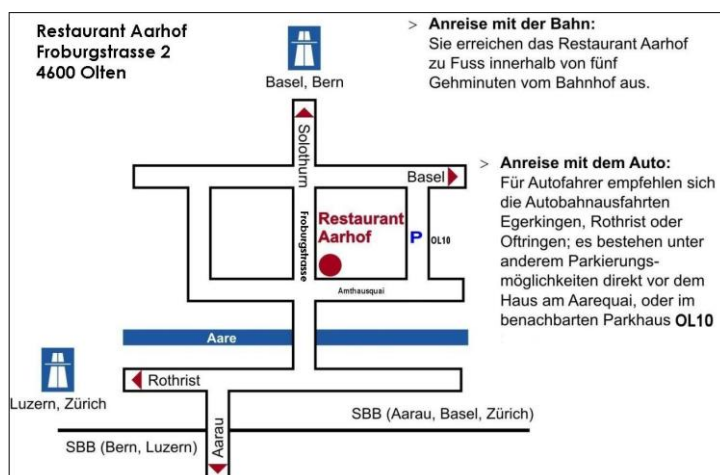 Restaurant Aarhof
Froburgstrasse 2
4600 Olten
Basel, Bern
> Anreise mit der Bahn:
Sie erreichen das Restaurant Aarhof
zu Fuss innerhalb von fünf
Gehminuten vom Bahnhof aus.
Solothurn
Basel
> Anreise mit dem Auto:
Für Autofahrer empfehlen sich
die Autobahnausfahrten
Egerkingen, Rothrist oder
Oftringen; es bestehen unter
anderem Parkierungs-
möglichkeiten direkt vor dem
Haus am Aarequai, oder im
benachbarten Parkhaus OL10
Froburgstrasse
Restaurant
Aarhof
P OL10
Amthausquai
Aare
Rothrist
Luzern, Zürich
Aarau
SBB (Aarau, Basel, Zürich)
SBB (Bern, Luzern)